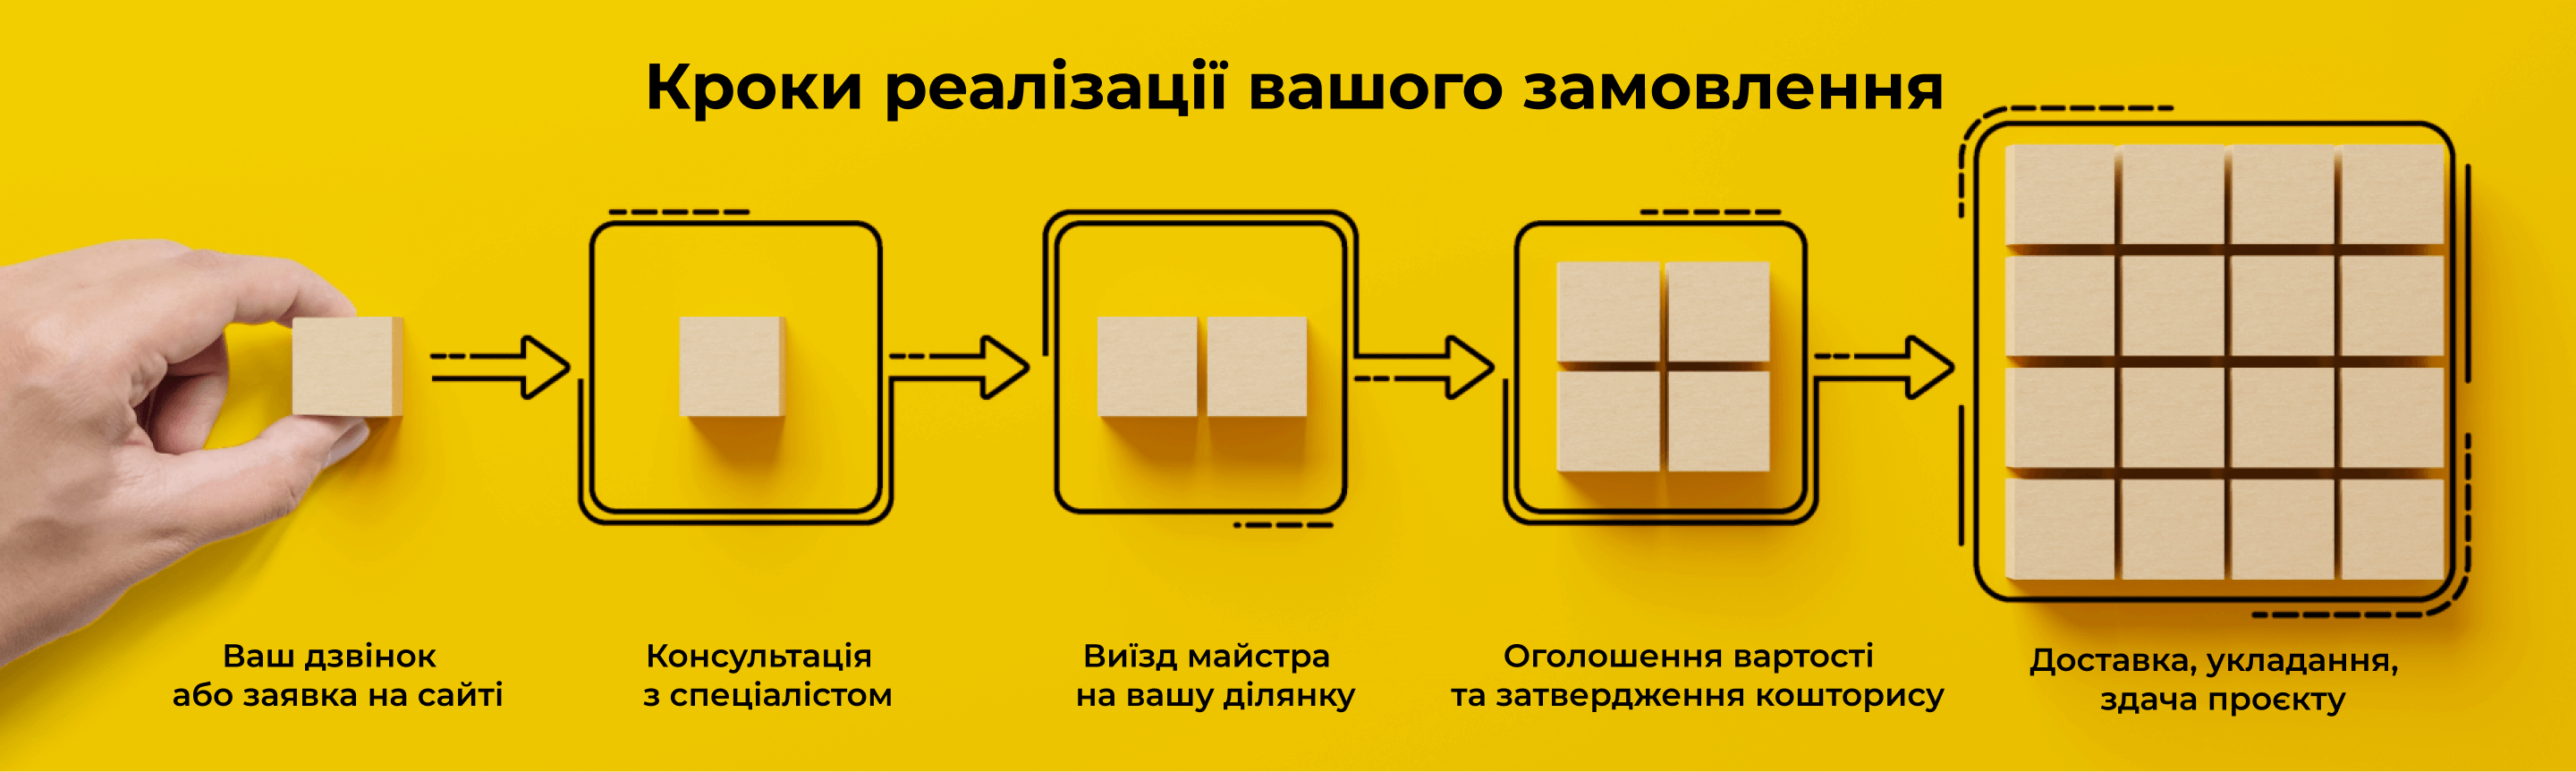 Кроки реалізації вашого замовлення
Ваш дзвінок
або заявка на сайті
Консультація
з спеціалістом
Виїзд майстра
на вашу ділянку
Оголошення вартості
та затвердження кошторису
Доставка, укладання,
здача проєкту